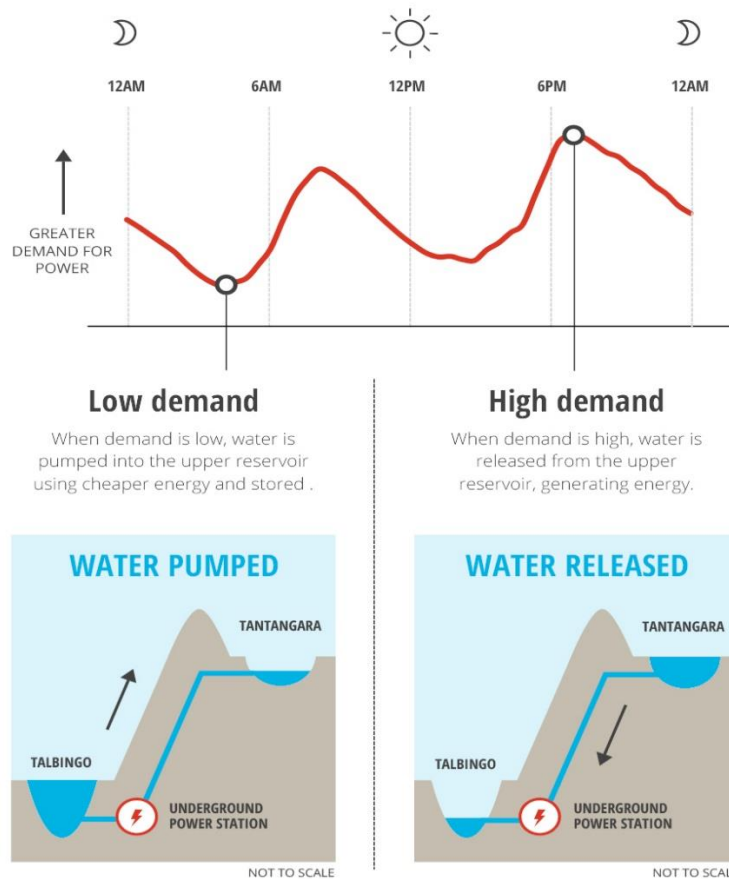 12AM 6AM 12PM 6PM 12AM
GREATER
DEMAND FOR
POWER
Low demand
When demand is low, water is
pumped into the upper reservoir
using cheaper energy and stored .
High demand
When demand is high, water is
released from the upper
reservoir, generating energy.
WATER PUMPED
TANTANGARA
TALBINGO
UNDERGROUND
POWER STATION
NOT TO SCALE
WATER RELEASED
TANTANGARA
TALBINGO
UNDERGROUND
POWER STATION
NOT TO SCAL